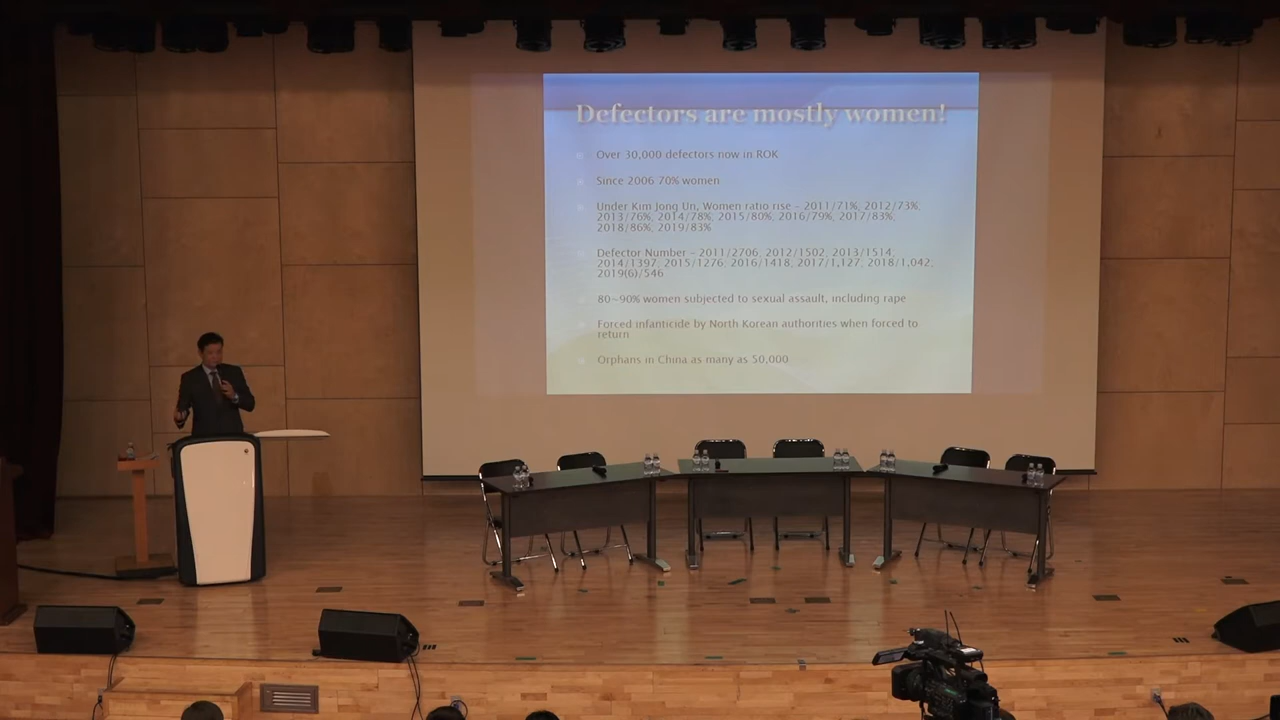 Defectors are mostly women!
Over 30,000 defectors now in ROK
Since 2006 70% women
Under Kim Jong Un, Women ratio rise – 2011/71%, 2012/73%,
2013/76%, 2014/78%, 2015/80%, 2016/79%, 2017/83%,
2018/86%, 2019/83%
Defector Number – 2011/2706, 2012/1502, 2013/1514,
2014/1397, 2015/1276, 2016/1418, 2017/1,127, 2018/1,042,
2019(6)/546
80~90% women subjected to sexual assault, including rape
Forced infanticide by North Korean authorities when forced to
return
Orphans in China as many as 50,000